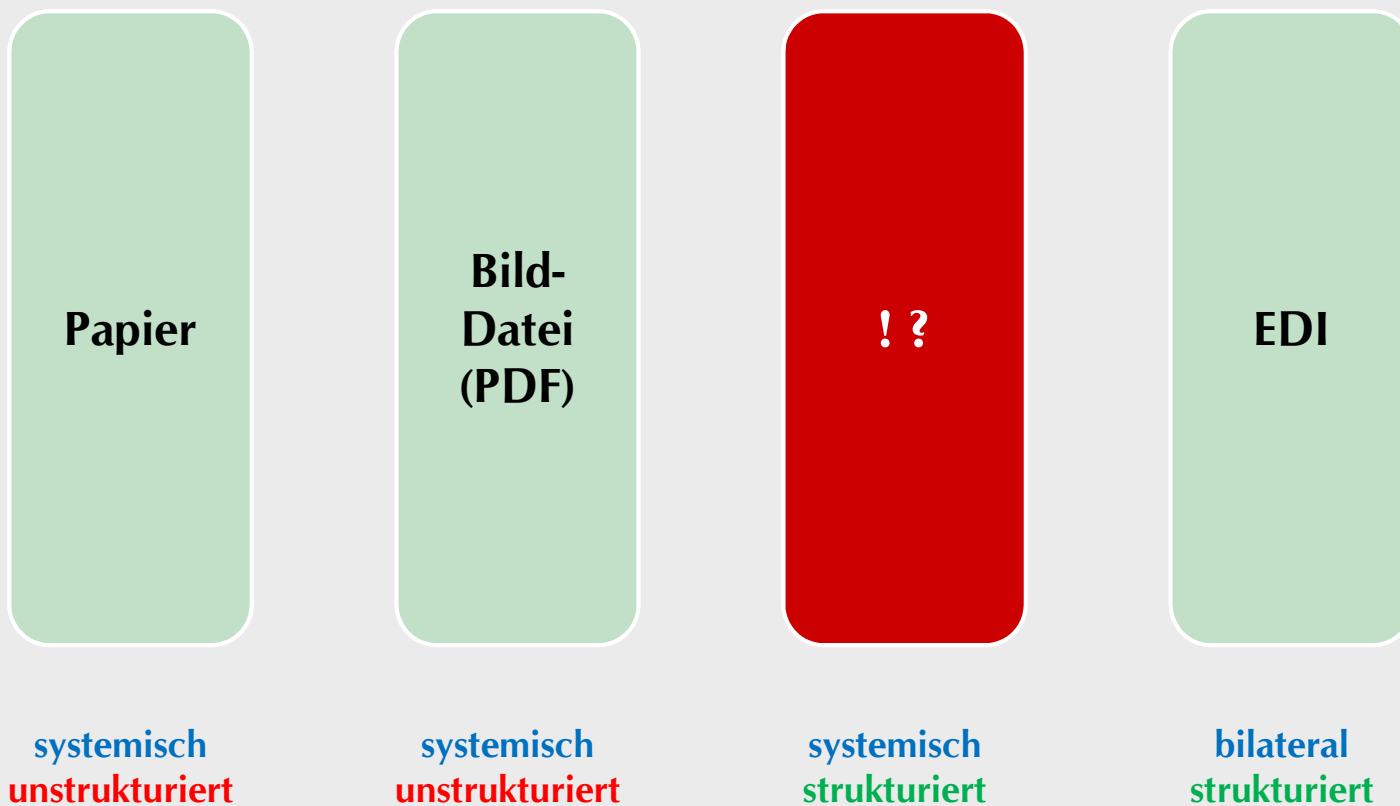 Papier
Bild-
Datei
(PDF)
! ?
EDI
systemisch
unstrukturiert
systemisch
unstrukturiert
systemisch
strukturiert
bilateral
strukturiert